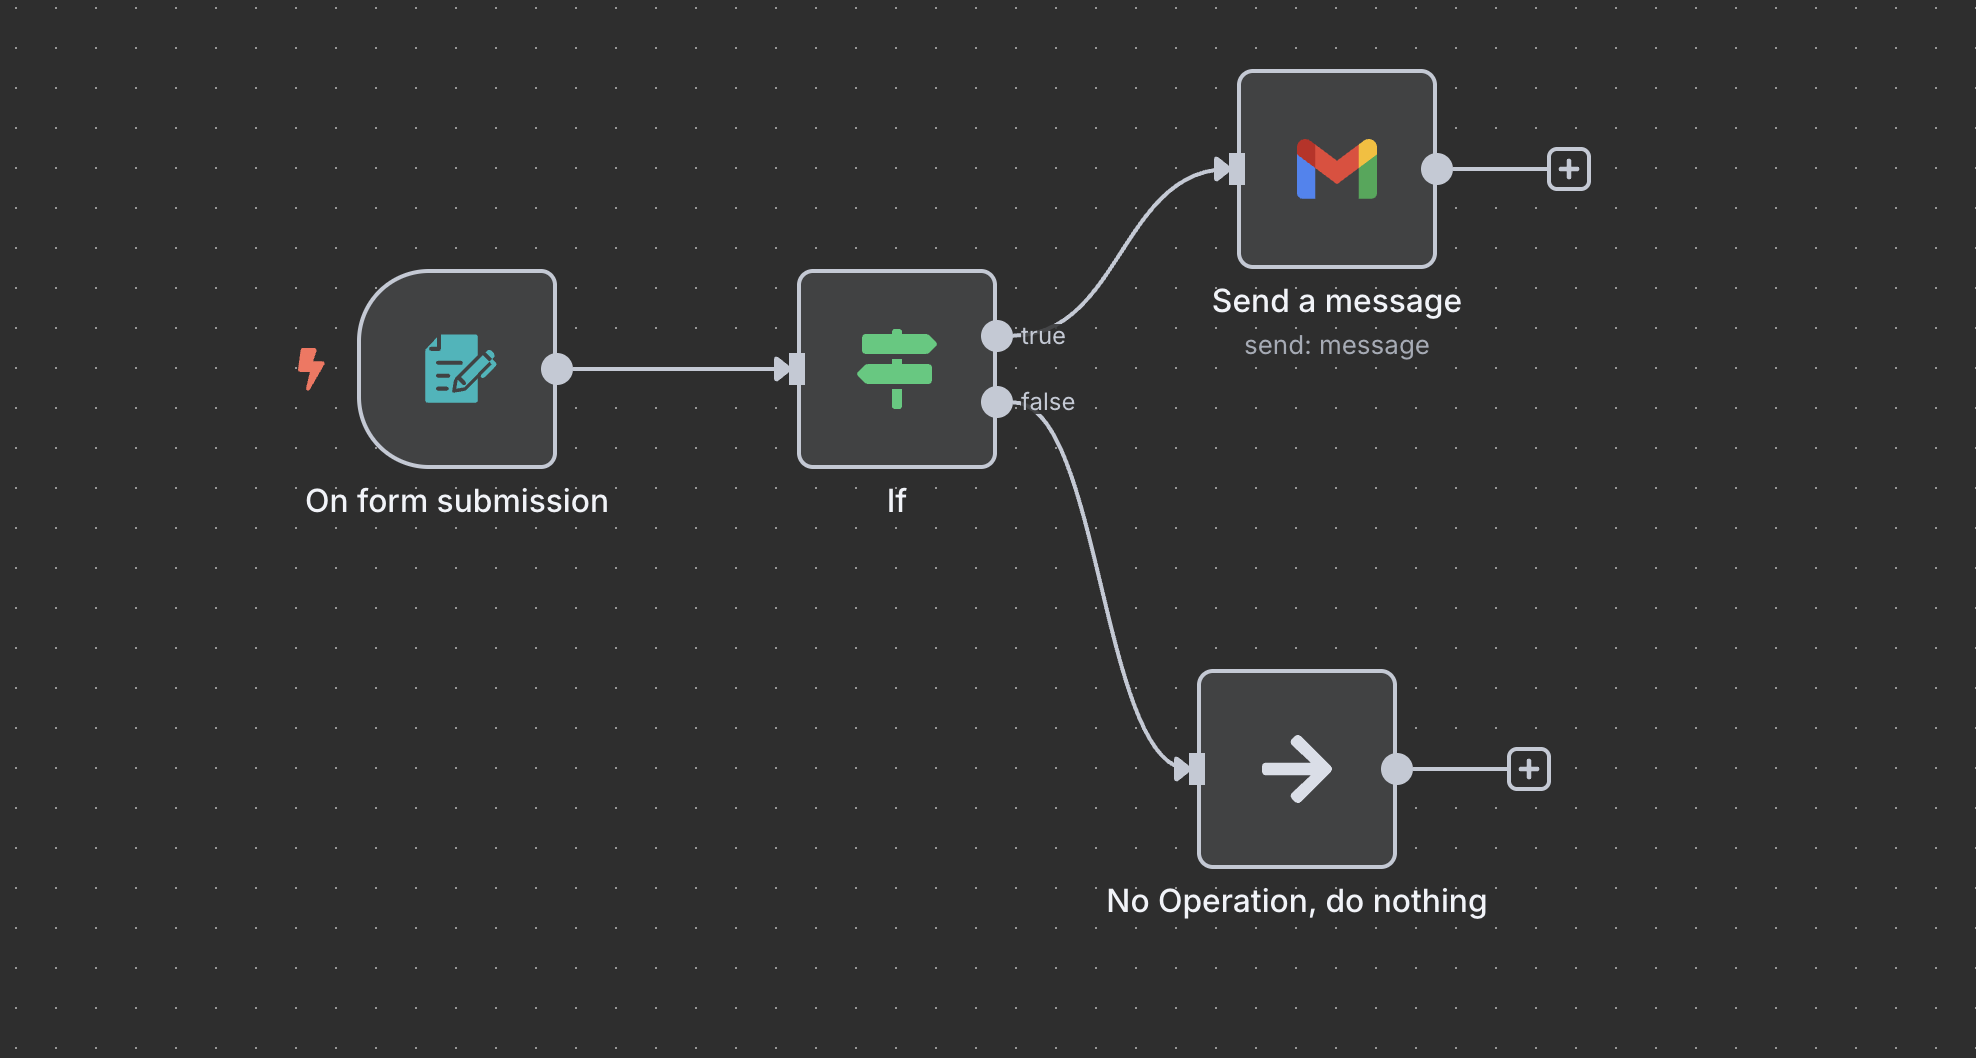 On form submission
If
true
false
Send a message
send: message
No Operation, do nothing